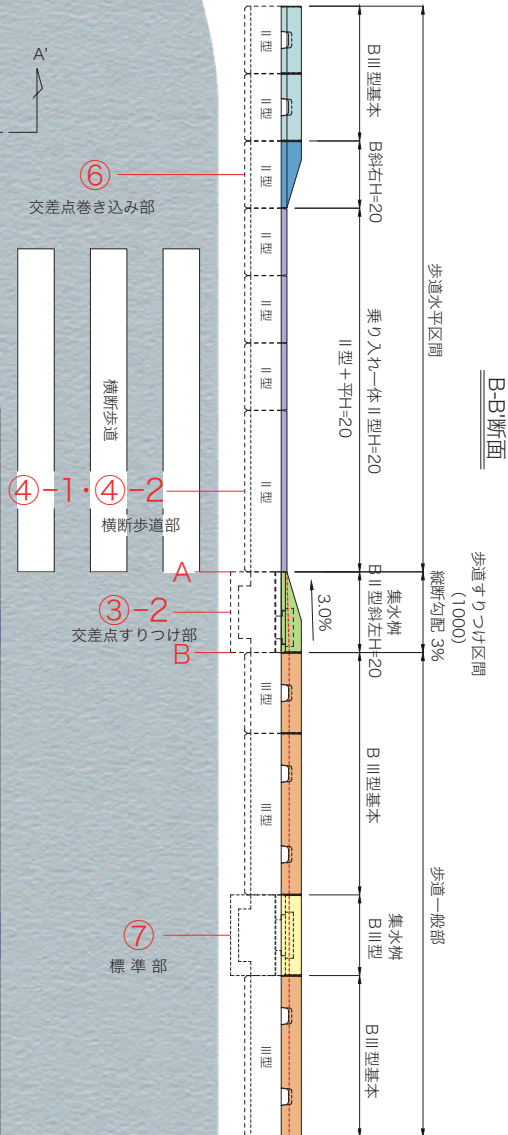 B-B'断面
歩道水平区間
歩道すりつけ区間
(1000)
縦断勾配 3%
歩道一般部
BⅢ型基本
B斜右H=20
乗り入れ一体Ⅱ型H=20
Ⅱ型+平H=20
集水桝
BⅡ型斜左H=20
BⅢ型基本
集水桝
BⅢ型
BⅢ型基本
3.0%
Ⅱ型
Ⅱ型
Ⅱ型
Ⅱ型
Ⅱ型
Ⅱ型
Ⅱ型
Ⅲ型
Ⅲ型
Ⅲ型
A'
⑥
交差点巻き込み部
横断歩道
④-1・④-2
横断歩道部
A
③-2
交差点すりつけ部
B
⑦
標準部